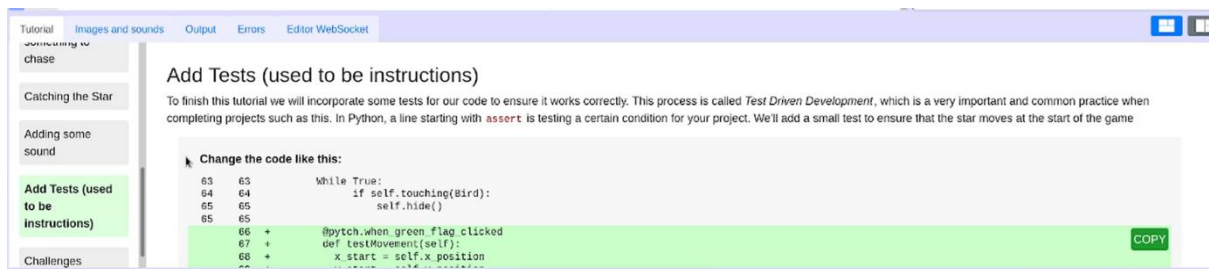 Tutorial Images and sounds Output Errors Editor WebSocket
something to
chase
Catching the Star
Adding some
sound
Add Tests (used
to be
instructions)
Challenges
Add Tests (used to be instructions)
To finish this tutorial we will incorporate some tests for our code to ensure it works correctly. This process is called Test Driven Development, which is a very important and common practice when
completing projects such as this. In Python, a line starting with assert is testing a certain condition for your project. We'll add a small test to ensure that the star moves at the start of the game
Change the code like this:
63 63 While True:
64 64 if self.touching(Bird):
65 65 self.hide()
65 65
66 + @pytch.when_green_flag_clicked
67 + def testMovement(self):
68 + x_start = self.x_position
COPY